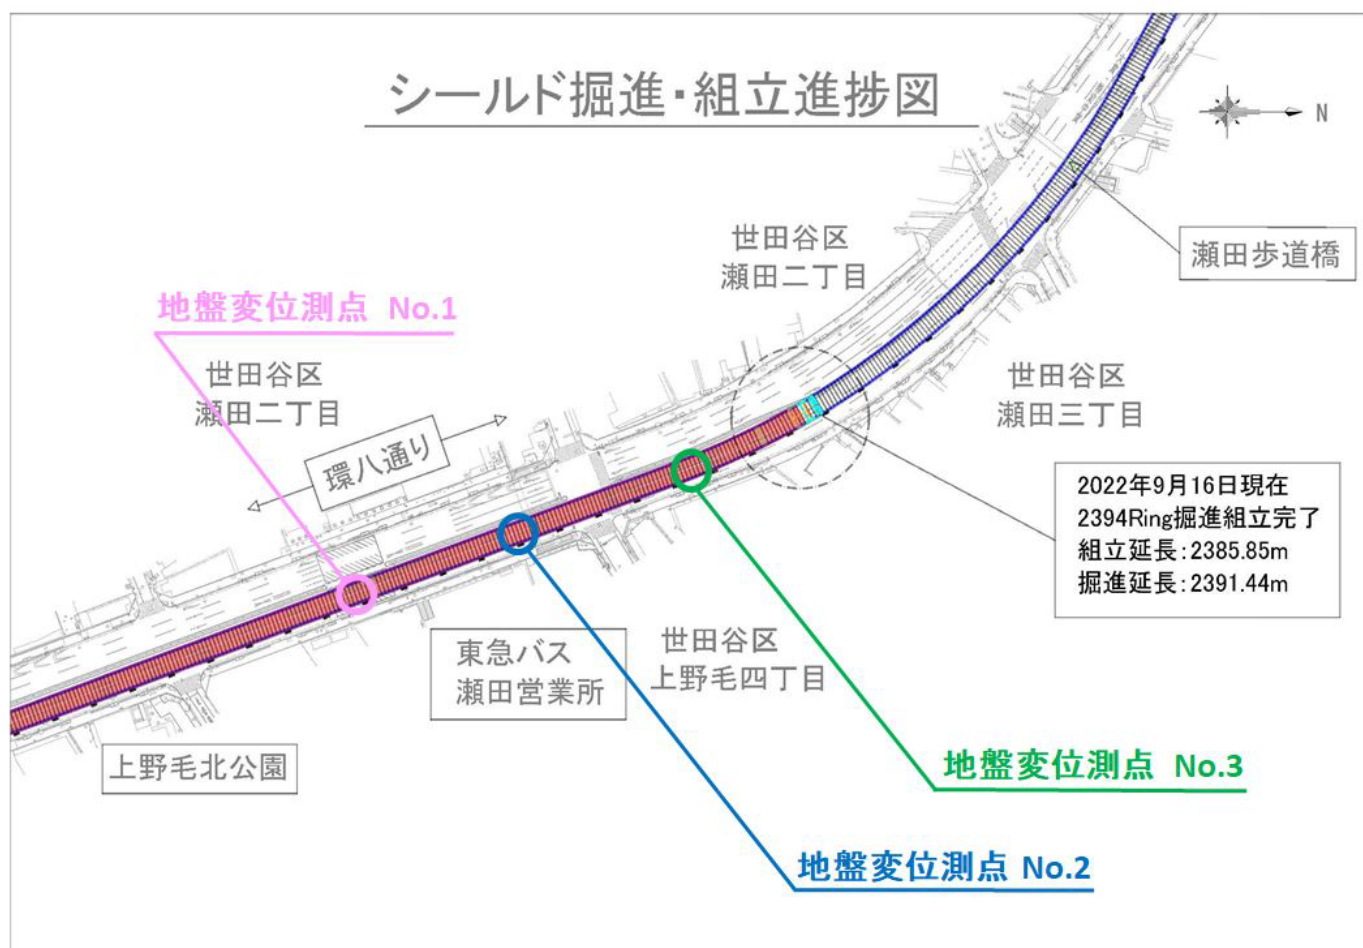 シールド掘進・組立進捗図
N
世田谷区
瀬田二丁目
瀬田歩道橋
地盤変位測点 No.1
世田谷区
瀬田二丁目
世田谷区
瀬田三丁目
環八通り
2022年9月16日現在
2394Ring掘進組立完了
組立延長:2385.85m
掘進延長:2391.44m
東急バス
瀬田営業所
世田谷区
上野毛四丁目
上野毛北公園
地盤変位測点 No.3
地盤変位測点 No.2